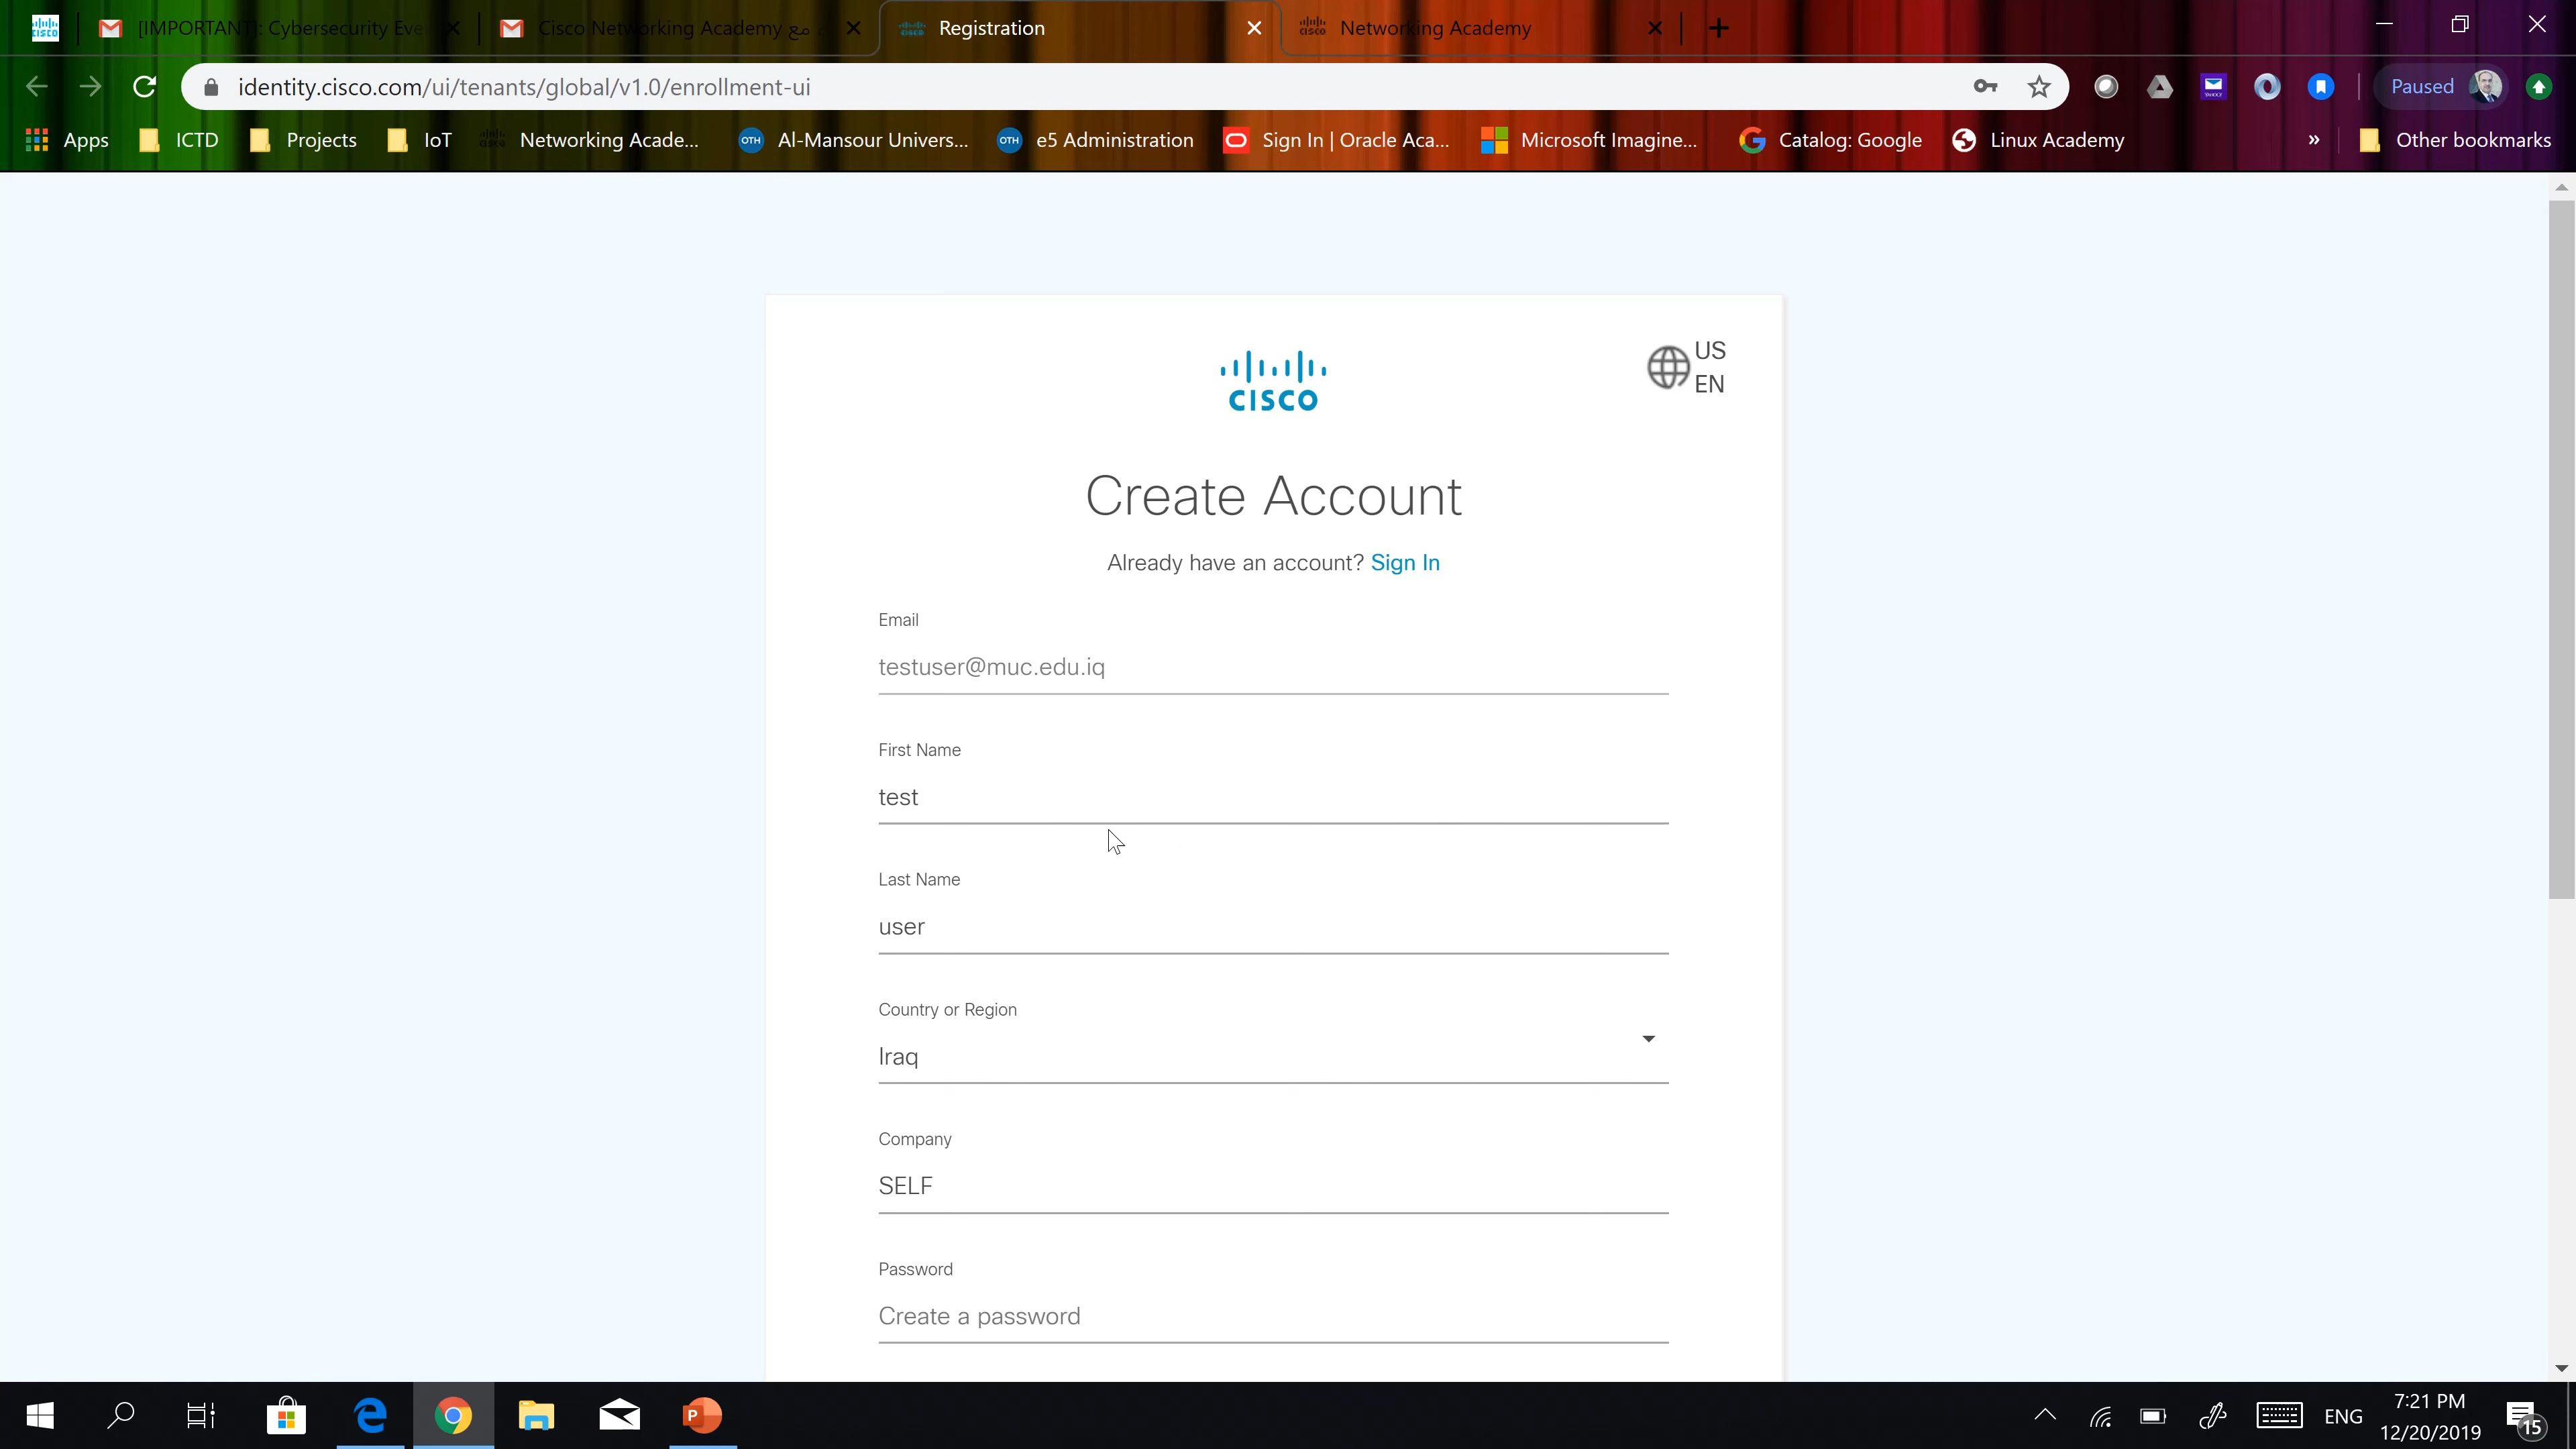 [IMPORTANT]: Cybersecurity Eve
Cisco Networking Academy مع
Registration
Networking Academy
identity.cisco.com/ui/tenants/global/v1.0/enrollment-ui
Paused
Apps
ICTD
Projects
IoT
Networking Acade...
OTH Al-Mansour Univers...
OTH e5 Administration
Sign In | Oracle Aca...
Microsoft Imagine...
Catalog: Google
Linux Academy
»
Other bookmarks
CISCO
US
EN
Create Account
Already have an account? Sign In
Email
testuser@muc.edu.iq
First Name
test
Last Name
user
Country or Region
Iraq
Company
SELF
Password
Create a password
ENG
7:21 PM
12/20/2019
15